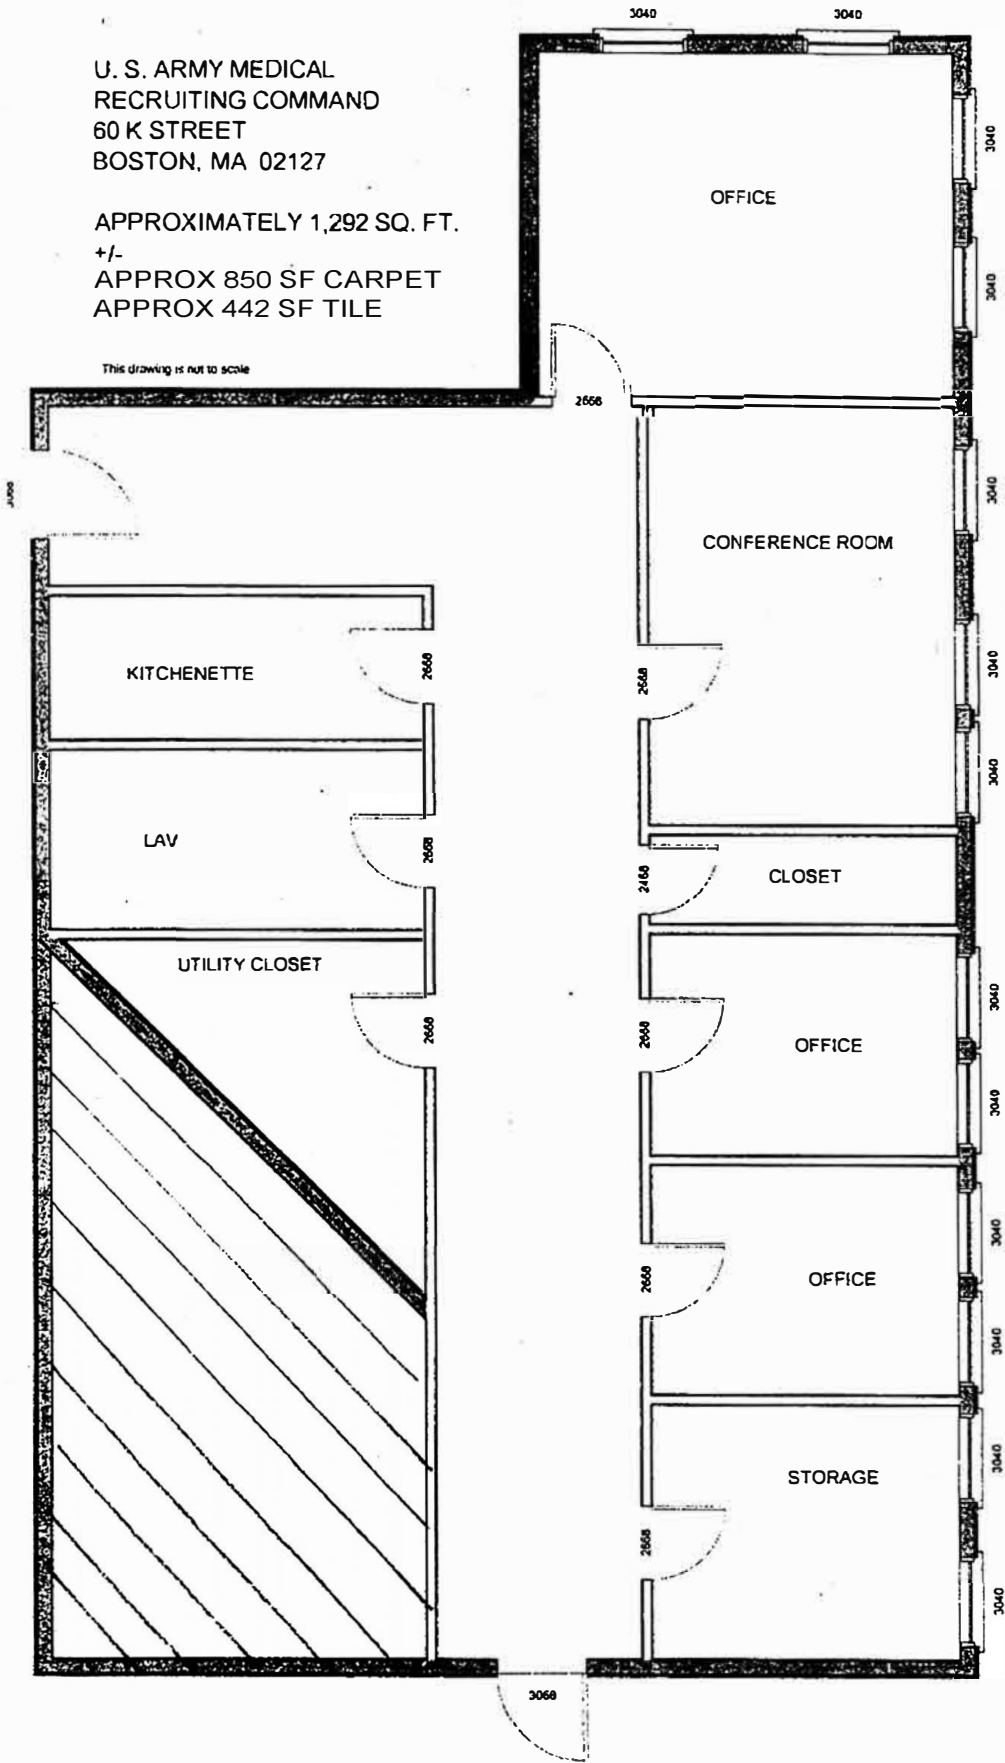 3040 3040
U. S. ARMY MEDICAL
RECRUITING COMMAND
60 K STREET
BOSTON, MA 02127
APPROXIMATELY 1,292 SQ. FT.
+/-
APPROX 850 SF CARPET
APPROX 442 SF TILE
This drawing is not to scale
OFFICE
3040
3040
2668
3068
3040
CONFERENCE ROOM
KITCHENETTE
2668
2668
3040
3040
LAV
2668
2468
CLOSET
UTILITY CLOSET
2668
2668
OFFICE
3040
3040
2668
OFFICE
3040
3040
STORAGE
3040
2668
3040
3068